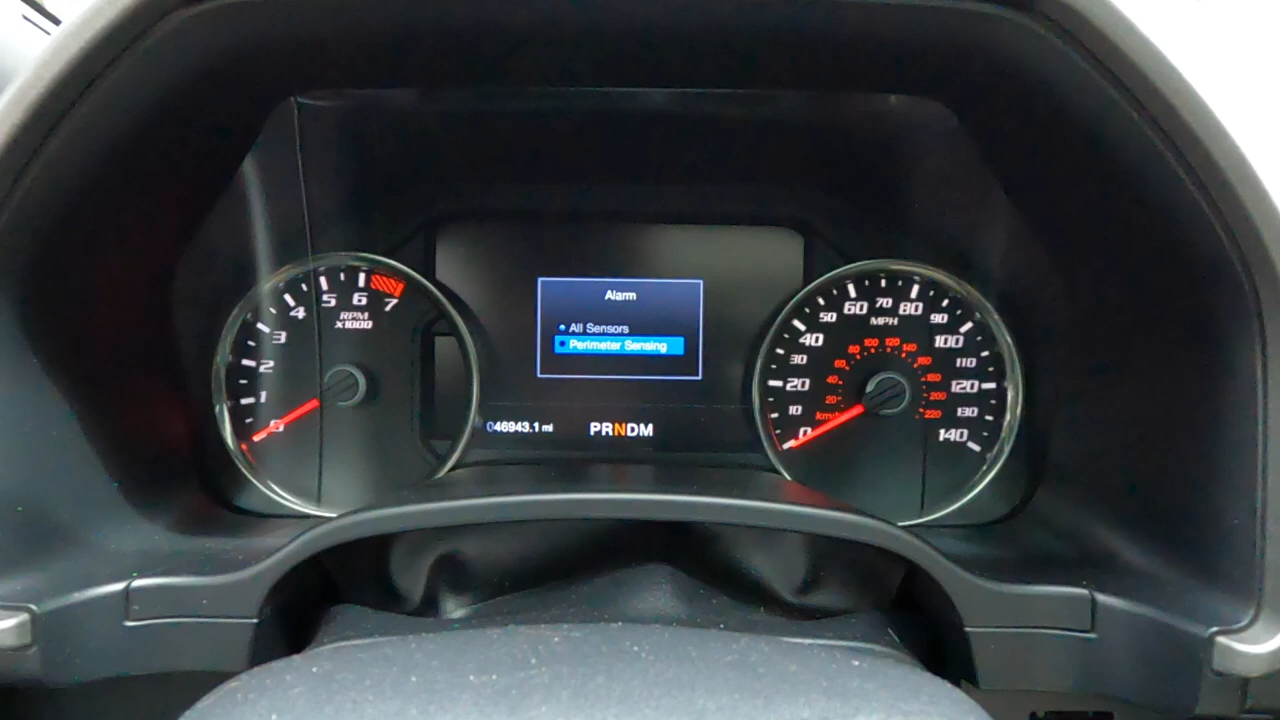 Alarm
All Sensors
Perimeter Sensing
046943.1 mi
PRNDM
0 1 2 3 4 5 6 7
RPM
X1000
0 10 20 30 40 50 60 70 80 90 100 110 120 130 140
MPH
km/h 20 40 60 80 100 120 140 160 180 200 220